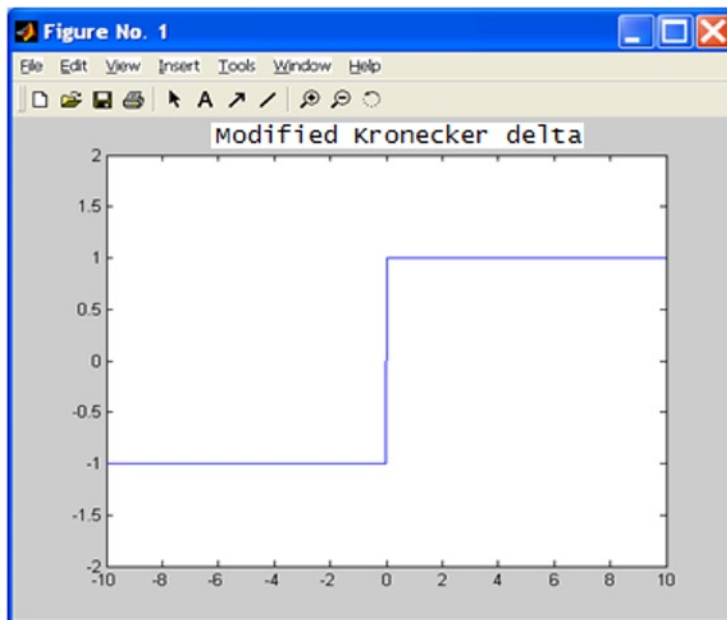 Figure No. 1
File Edit View Insert Tools Window Help
A
Modified Kronecker delta
2
1.5
1
0.5
0
-0.5
-1
-1.5
-2
-10 -8 -6 -4 -2 0 2 4 6 8 10